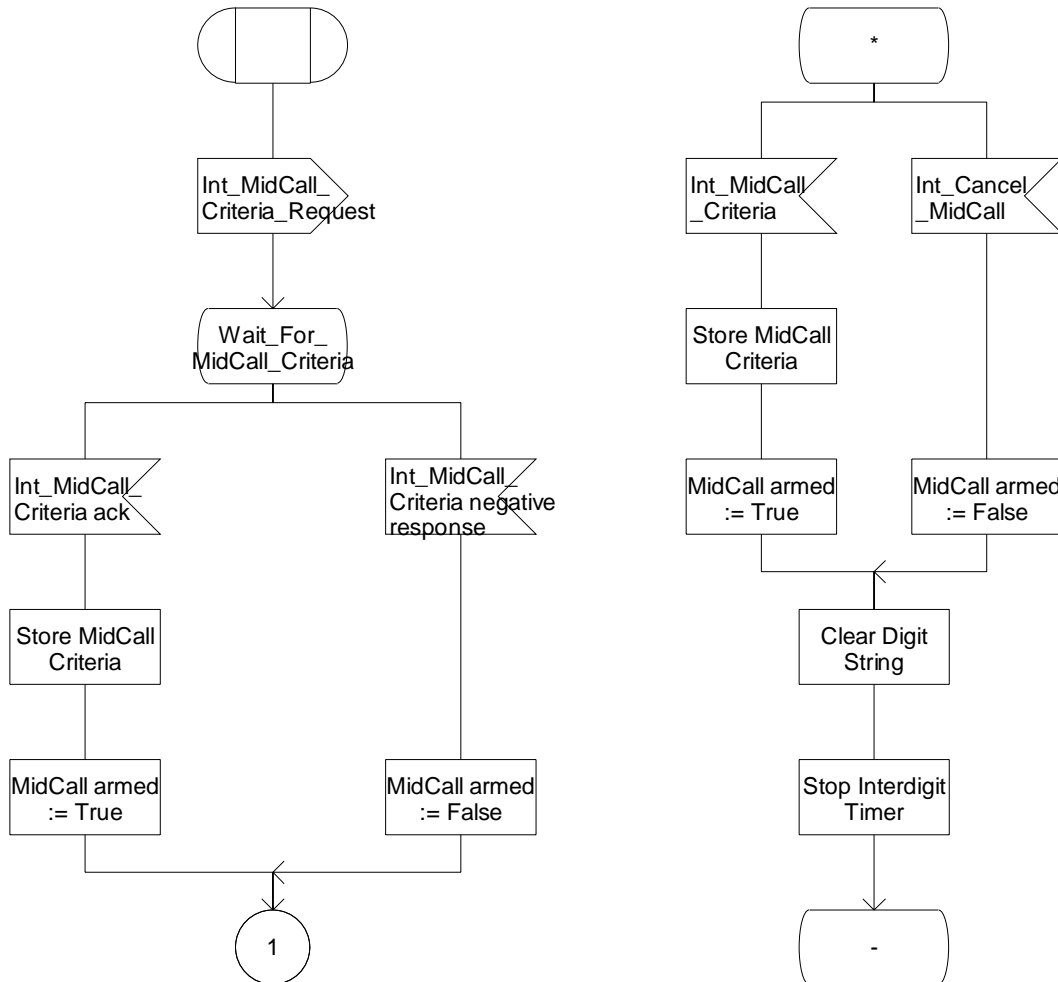 Int_MidCall_
Criteria_Request
Wait_For_
MidCall_Criteria
Int_MidCall_
Criteria ack
Int_MidCall_
Criteria negative
response
Store MidCall
Criteria
MidCall armed
:= True
MidCall armed
:= False
1
*
Int_MidCall
_Criteria
Int_Cancel
_MidCall
Store MidCall
Criteria
MidCall armed
:= True
MidCall armed
:= False
Clear Digit
String
Stop Interdigit
Timer
-